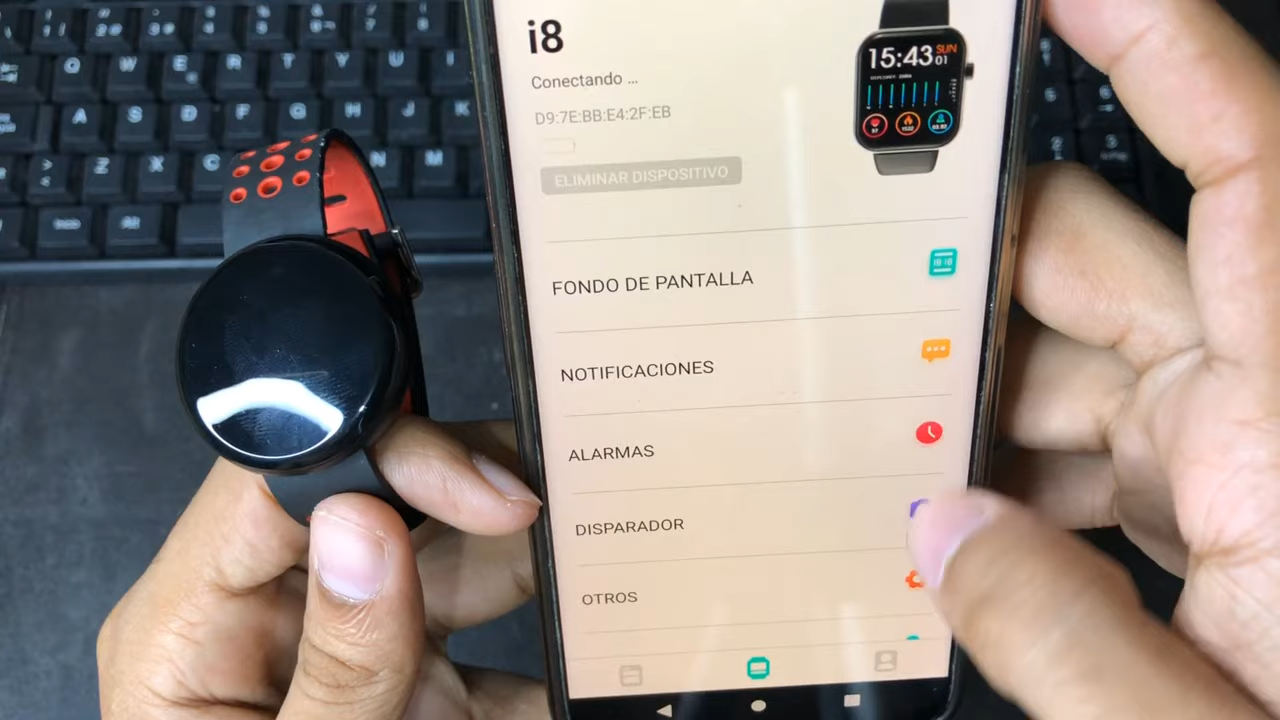 i8
Conectando ...
D9:7E:BB:E4:2F:EB
ELIMINAR DISPOSITIVO
15:43 SUN
01
FONDO DE PANTALLA
NOTIFICACIONES
ALARMAS
DISPARADOR
OTROS
Q W E R T Y U I
A S D F G H J K
Z X C N M
Alt